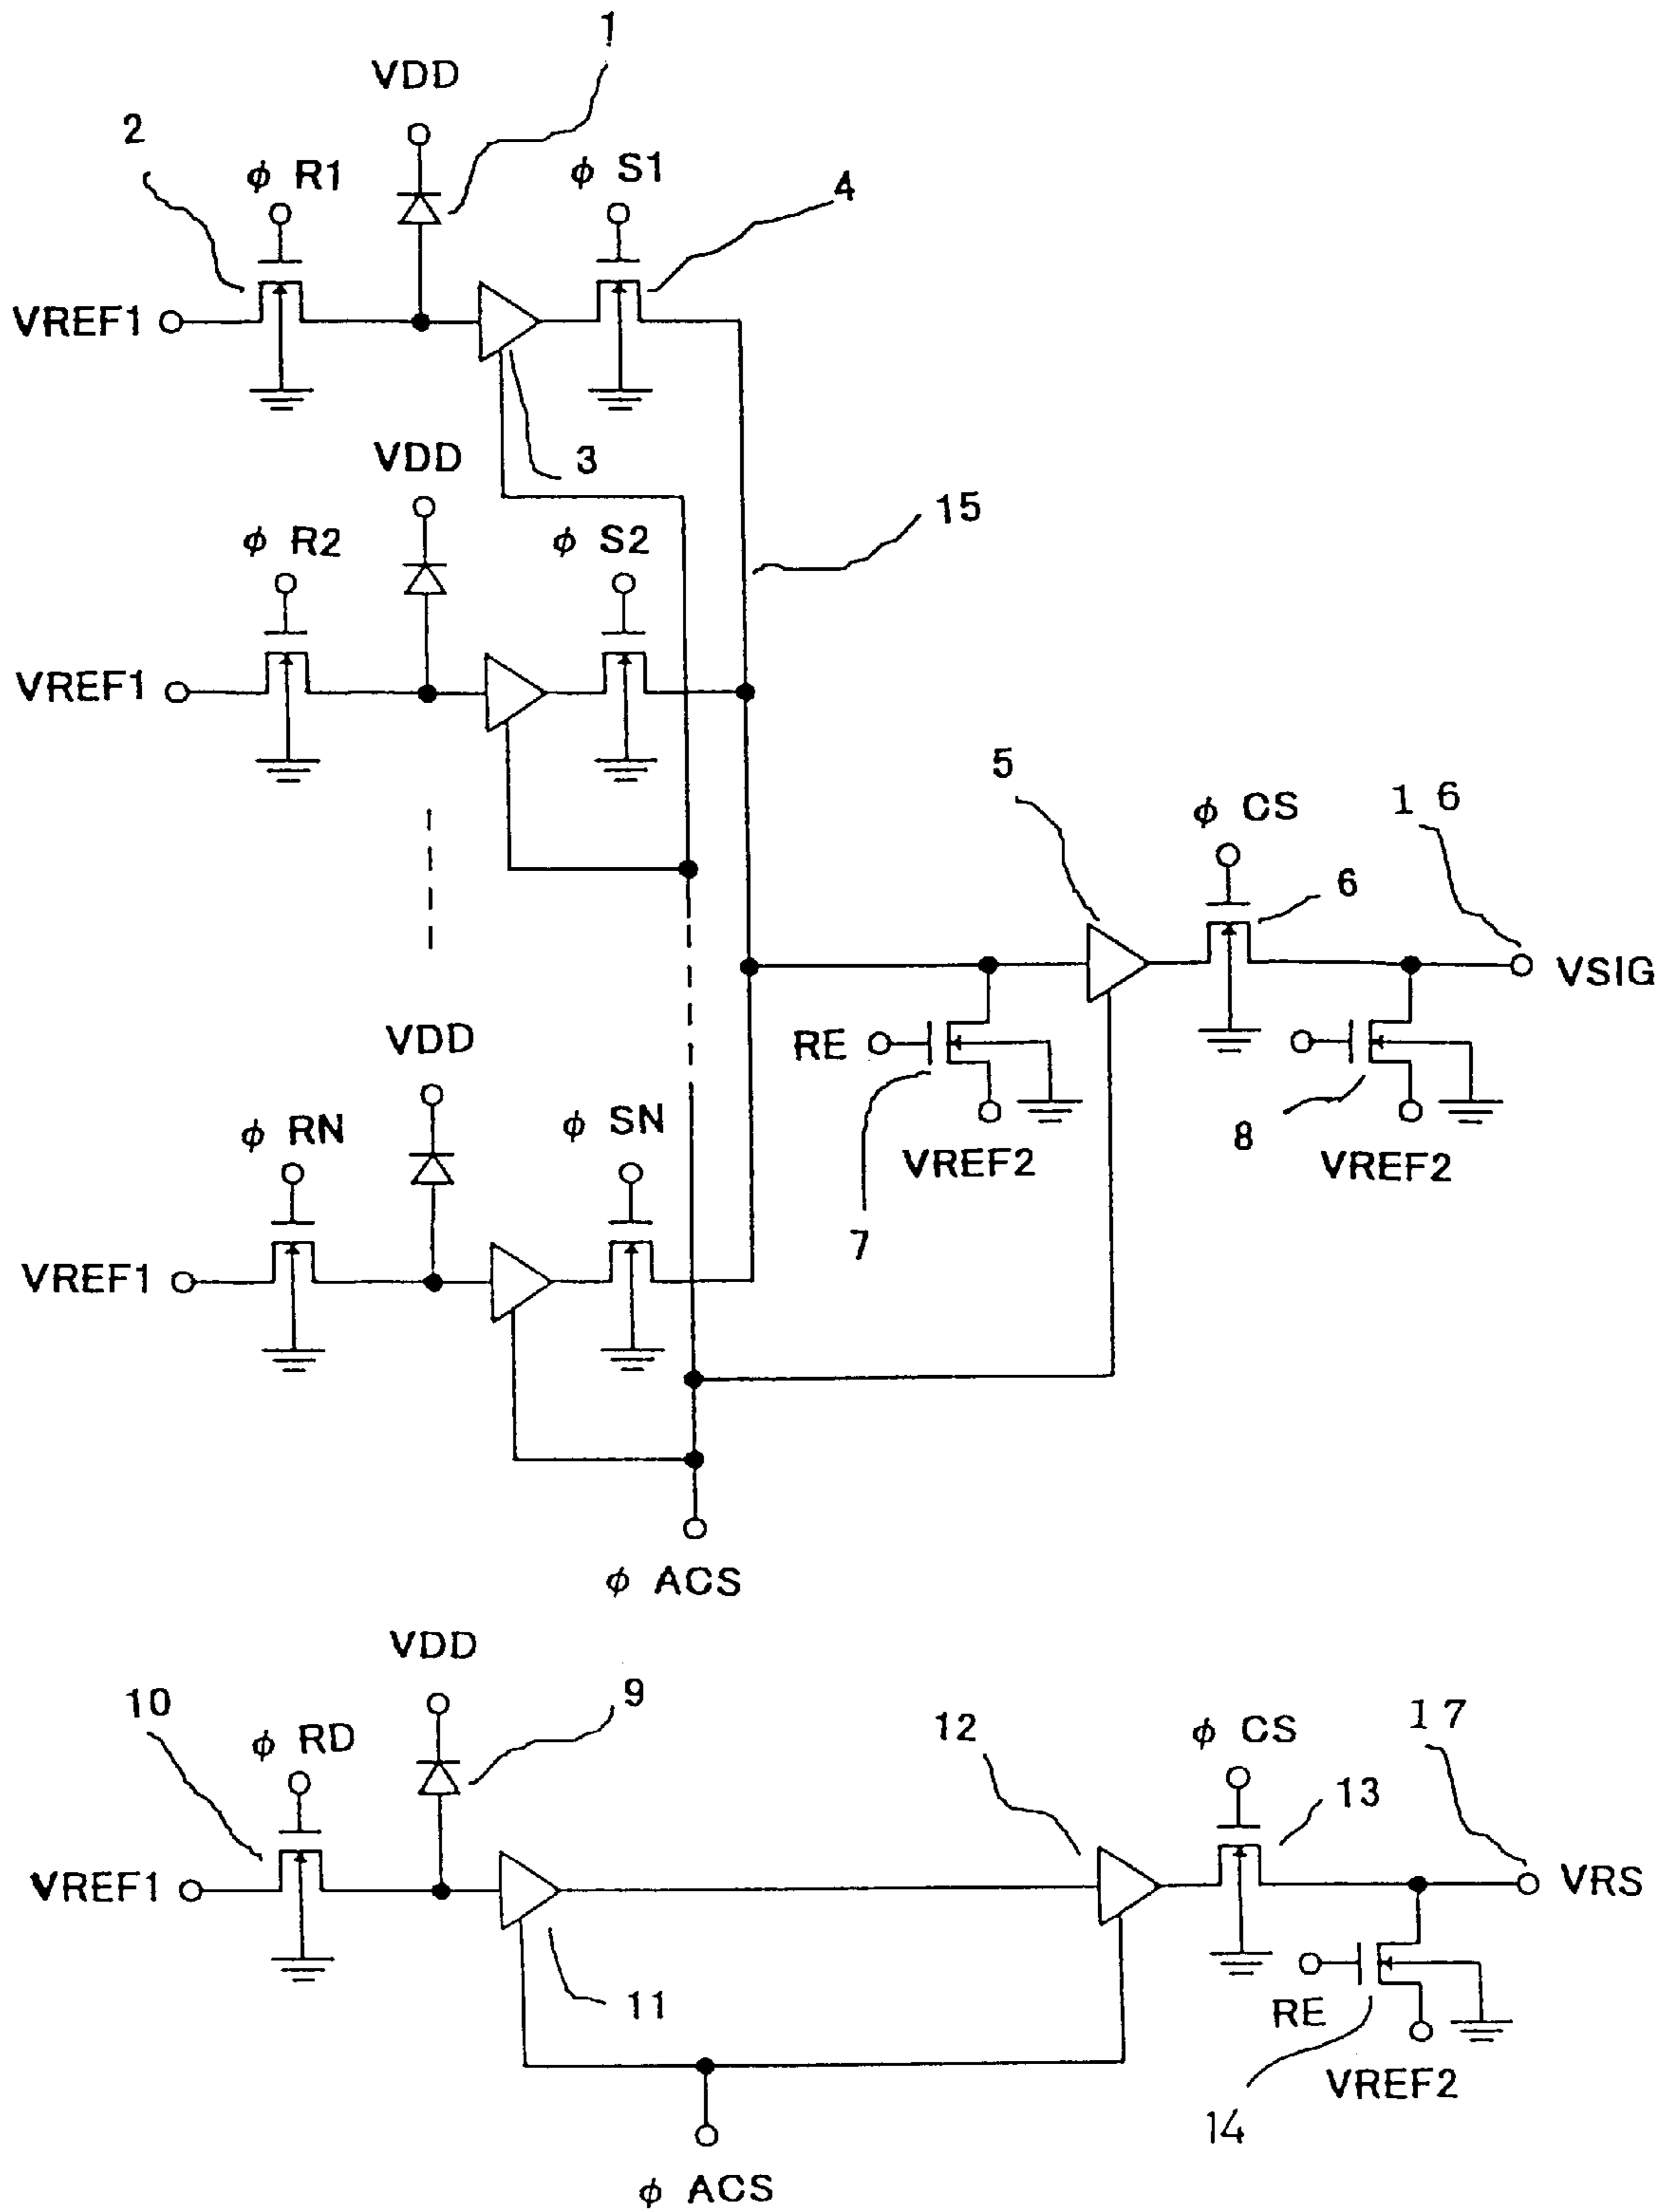 1
VDD
2
φ R1
φ S1
4
VREF1
3
VDD
15
φ R2
φ S2
VREF1
5
φ CS
1 6
6
VSIG
VDD
RE
φ RN
φ SN
8
VREF2
VREF2
7
VREF1
φ ACS
VDD
10
9
φ RD
12
φ CS
1 7
13
VREF1
VRS
11
RE
VREF2
14
φ ACS